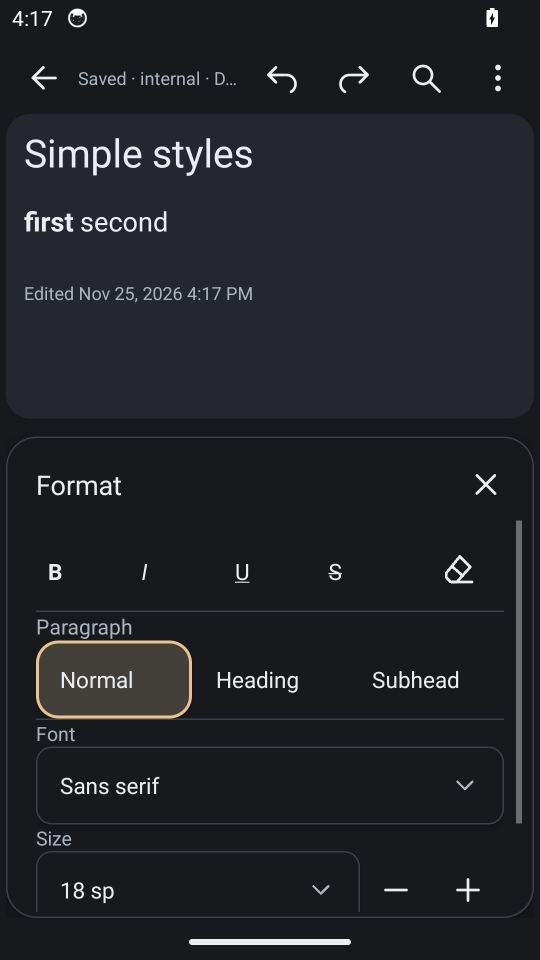 4:17
Saved · internal · D...
Simple styles
first second
Edited Nov 25, 2026 4:17 PM
Format
B I U S
Paragraph
Normal Heading Subhead
Font
Sans serif
Size
18 sp